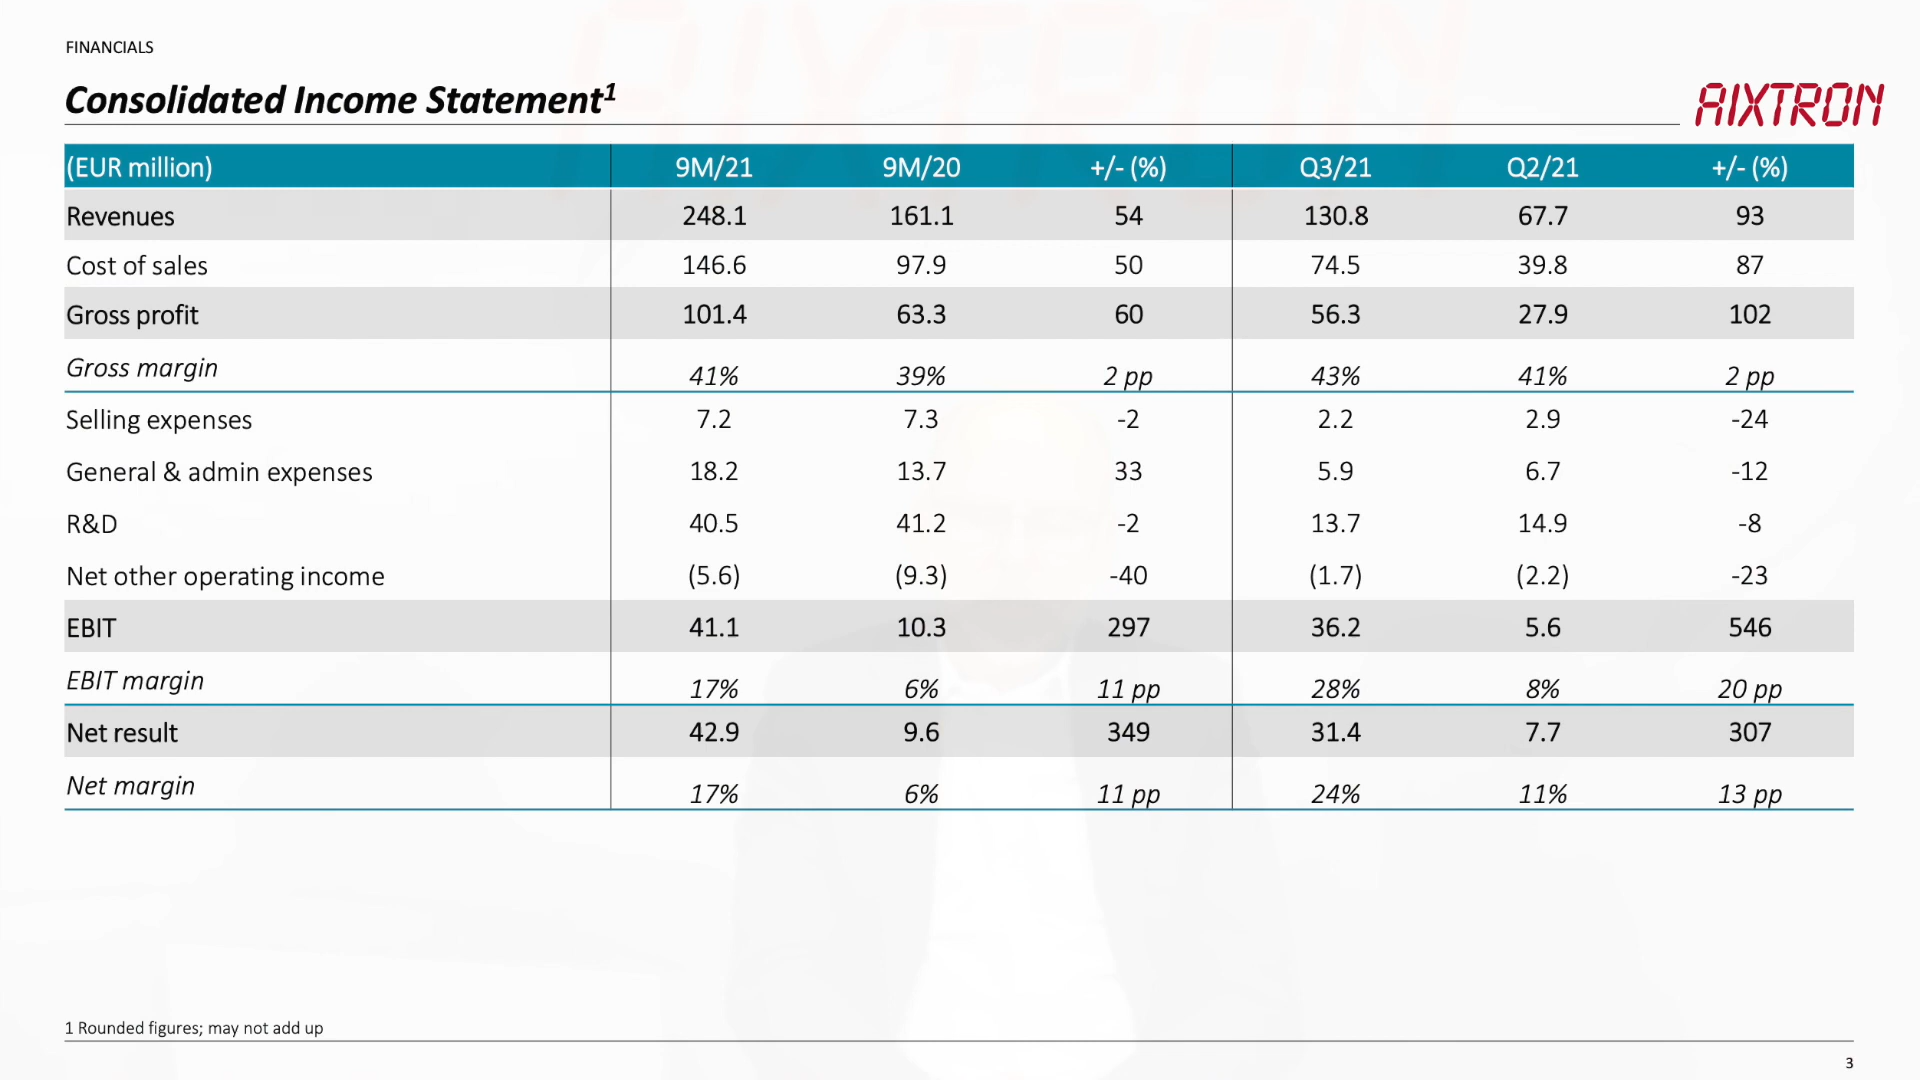 FINANCIALS
Consolidated Income Statement¹
AIXTRON
(EUR million) 9M/21 9M/20 +/- (%) Q3/21 Q2/21 +/- (%)
Revenues 248.1 161.1 54 130.8 67.7 93
Cost of sales 146.6 97.9 50 74.5 39.8 87
Gross profit 101.4 63.3 60 56.3 27.9 102
Gross margin 41% 39% 2 pp 43% 41% 2 pp
Selling expenses 7.2 7.3 -2 2.2 2.9 -24
General & admin expenses 18.2 13.7 33 5.9 6.7 -12
R&D 40.5 41.2 -2 13.7 14.9 -8
Net other operating income (5.6) (9.3) -40 (1.7) (2.2) -23
EBIT 41.1 10.3 297 36.2 5.6 546
EBIT margin 17% 6% 11 pp 28% 8% 20 pp
Net result 42.9 9.6 349 31.4 7.7 307
Net margin 17% 6% 11 pp 24% 11% 13 pp
1 Rounded figures; may not add up
3